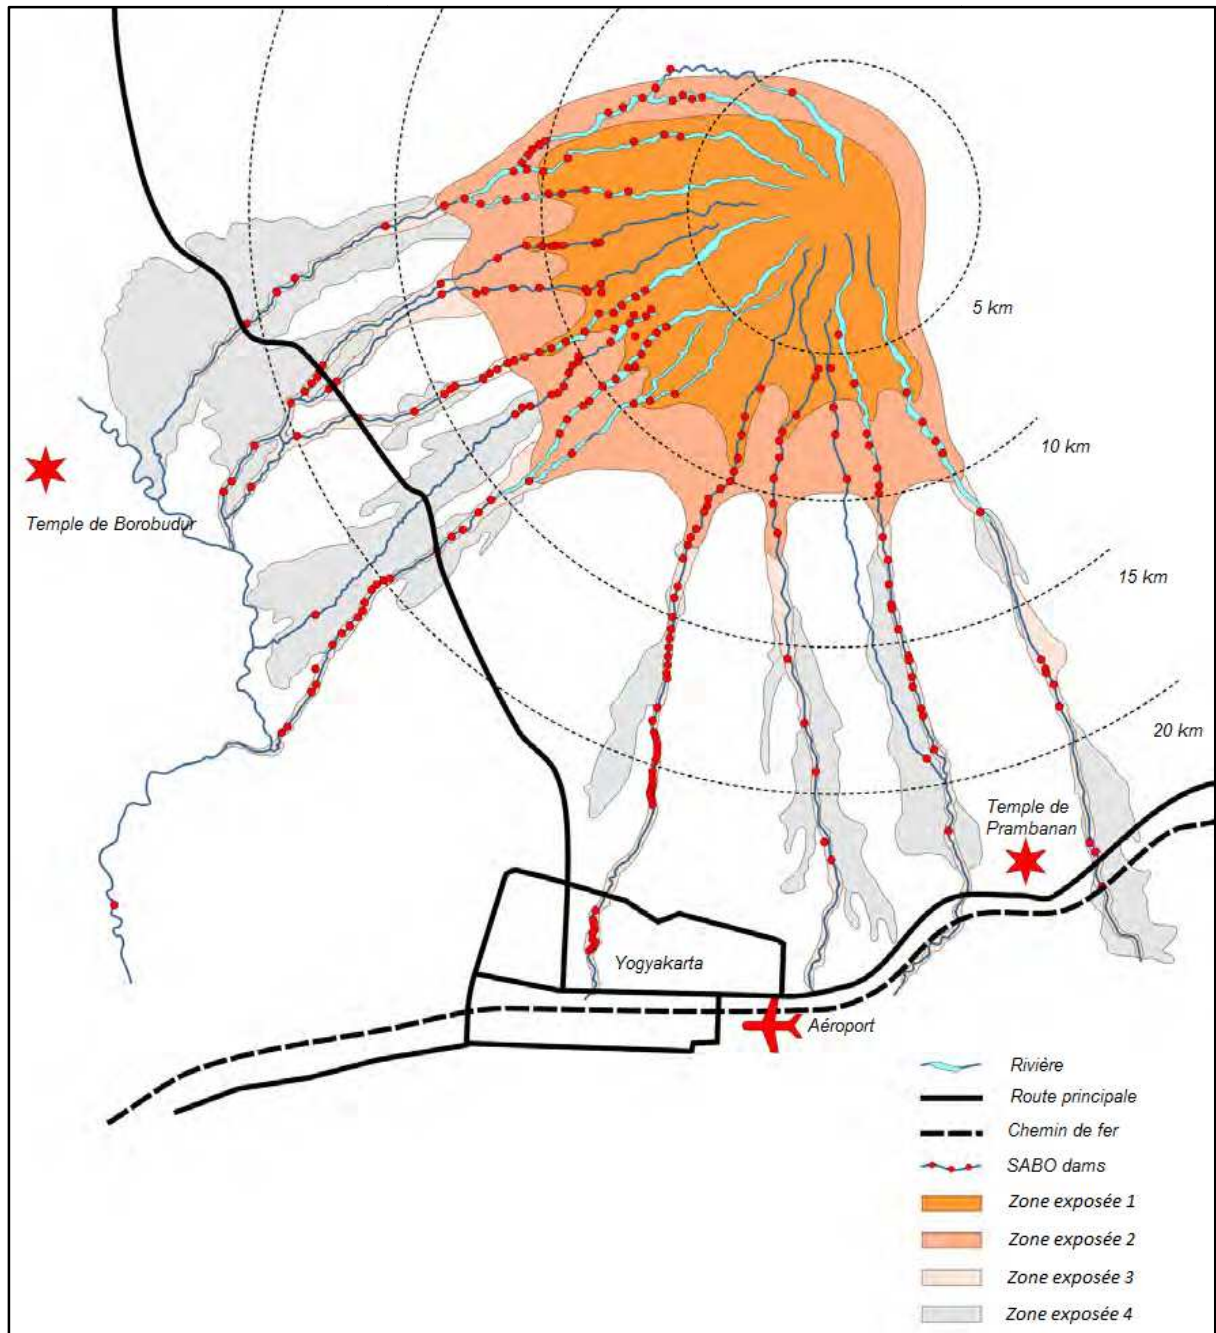 5 km
10 km
Temple de Borobudur
15 km
20 km
Temple de
Prambanan
Yogyakarta
Aéroport
Rivière
Route principale
Chemin de fer
SABO dams
Zone exposée 1
Zone exposée 2
Zone exposée 3
Zone exposée 4